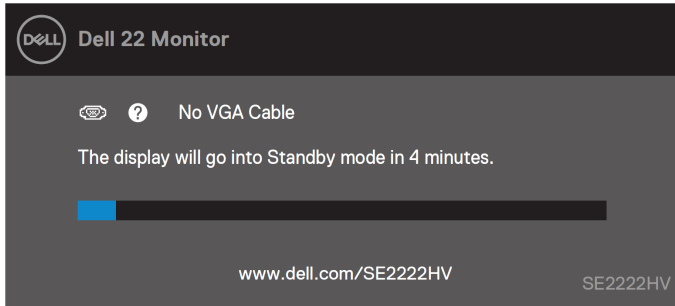 DELL Dell 22 Monitor
? No VGA Cable
The display will go into Standby mode in 4 minutes.
www.dell.com/SE2222HV
SE2222HV